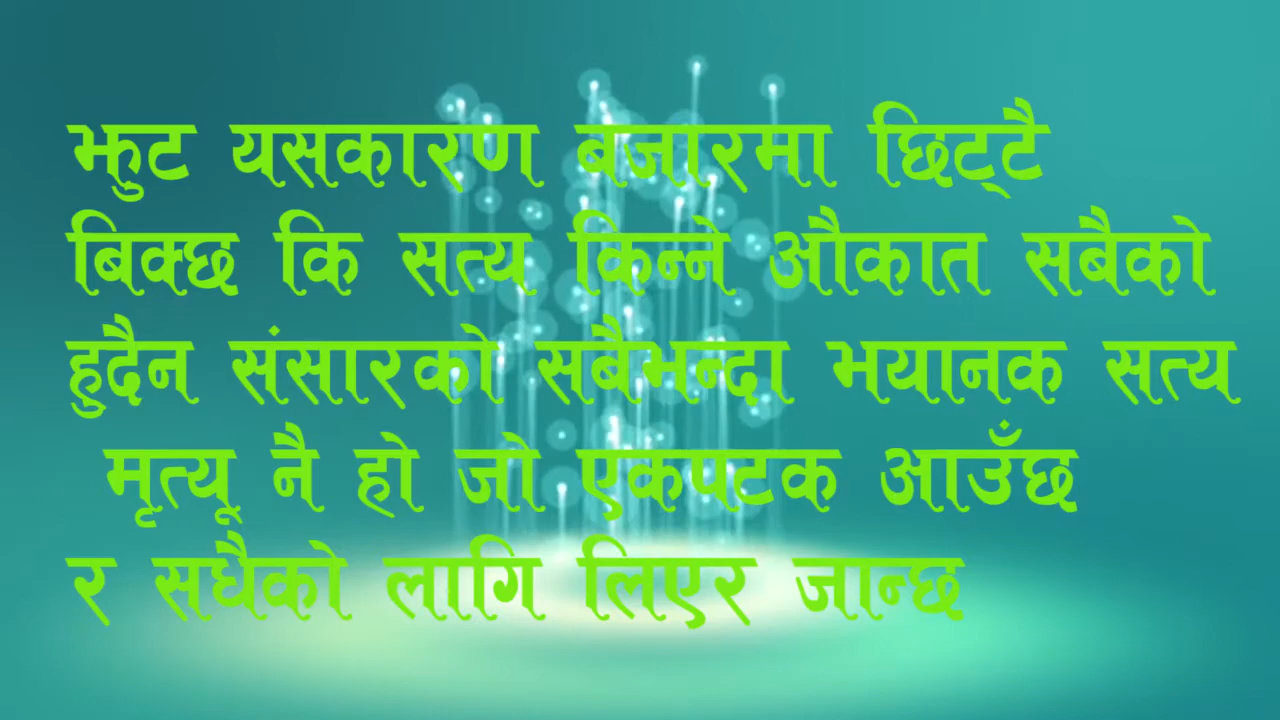 झुट यसकारण बजारमा छिट्टै
बिक्छ कि सत्य किन्ने औकात सबैको
हुदैन संसारको सबैभन्दा भयानक सत्य
मृत्यू नै हो जो एकपटक आउँछ
र सधैको लागि लिएर जान्छ